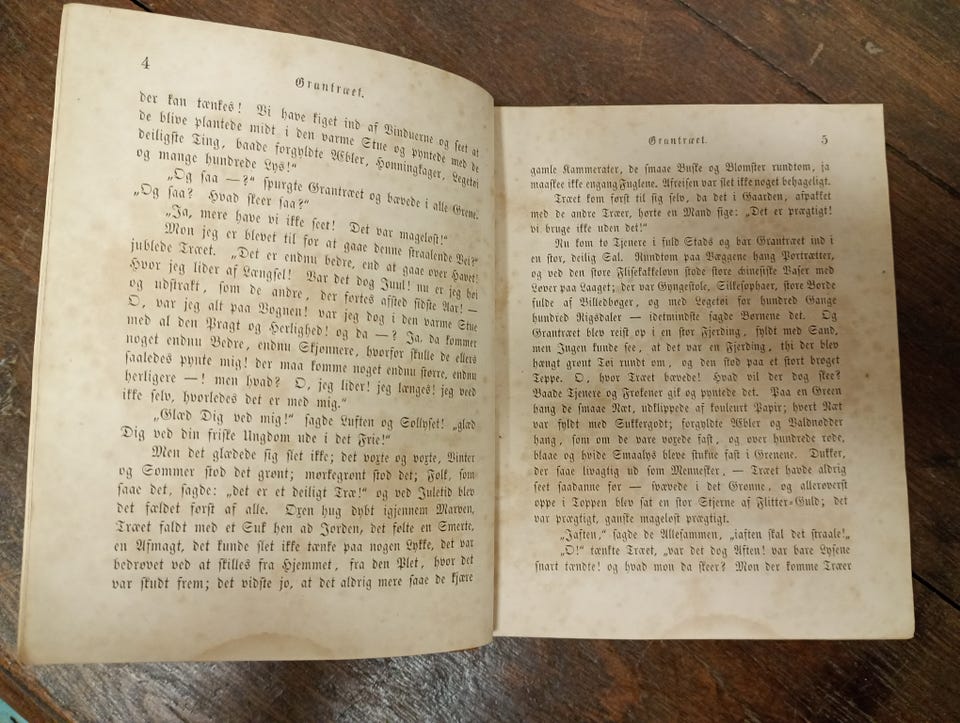 4
Grantræet.
der kan tænkes! Vi have kiget ind af Vinduerne og seet at
de blive plantede midt i den varme Stue og pyntede med de
deiligste Ting, baade forgyldte Æbler, Honningkager, Legetøi
og mange hundrede Lys!"
„Og saa —?" spurgte Grantræet og bævede i alle Grene.
„Og saa? Hvad skeer saa?"
„Ja, mere have vi ikke seet! Det var mageløst!"
Mon jeg er blevet til for at gaae denne straalende Vei?"
jublede Træet. „Det er endnu bedre, end at gaae over Havet!
Hvor jeg lider af Længsel! Var det dog Juul! nu er jeg høi
og udstrakt, som de andre, der førtes afsted sidste Aar! —
O, var jeg alt paa Vognen! var jeg dog i den varme Stue
med al den Pragt og Herlighed! og da —? Ja, da kommer
noget endnu Bedre, endnu Skjønnere, hvorfor skulle de ellers
saaledes pynte mig! der maa komme noget endnu større, endnu
herligere —! men hvad? O, jeg lider! jeg længes! jeg veed
ikke selv, hvorledes det er med mig."
„Glæd Dig ved mig!" sagde Luften og Sollyset! „glæd
Dig ved din friske Ungdom ude i det Frie!"
Men det glædede sig slet ikke; det voxte og voxte, Vinter
og Sommer stod det grønt; mørkegrønt stod det; Folk, som
saae det, sagde: „det er et deiligt Træ!" og ved Juletid blev
det fældet først af alle. Øxen hug dybt igjennem Marven,
Træet faldt med et Suk hen ad Jorden, det følte en Smerte,
en Afmagt, det kunde slet ikke tænke paa nogen Lykke, det var
bedrøvet ved at skilles fra Hjemmet, fra den Plet, hvor det
var skudt frem; det vidste jo, at det aldrig mere saae de kjære
Grantræet.
5
gamle Kammerater, de smaae Buske og Blomster rundtom, ja
maaskee ikke engang Fuglene. Afreisen var slet ikke noget behageligt.
Træet kom først til sig selv, da det i Gaarden, afpakket
med de andre Træer, hørte en Mand sige: „Det er prægtigt!
vi bruge ikke uden det!"
Nu kom to Tjenere i fuld Stads og bar Grantræet ind i
en stor, deilig Sal. Rundtom paa Væggene hang Portrætter,
og ved den store Flisekakkelovn stode store chinesiske Vaser med
Løver paa Laaget; der var Gyngestole, Silkesophaer, store Borde
fulde af Billedbøger, og med Legetøi for hundred Gange
hundred Rigsdaler — idetmindste sagde Børnene det. Og
Grantræet blev reist op i en stor Fjerding, fyldt med Sand,
men Ingen kunde see, at det var en Fjerding, thi der blev
hængt grønt Tøi rundt om, og den stod paa et stort broget
Teppe. O, hvor Træet bævede! Hvad vil der dog skee?
Baade Tjenere og Frøkener gik og pyntede det. Paa en Green
hang de smaae Næt, udklippede af kouleurt Papir; hvert Næt
var fyldt med Sukkergodt; forgyldte Æbler og Valdnødder
hang, som om de vare voxede fast, og over hundrede røde,
blaae og hvide Smaalys bleve stukne fast i Grenene. Dukker,
der saae livagtig ud som Mennesker, — Træet havde aldrig
seet saadanne før — svævede i det Grønne, og alleroverst
oppe i Toppen blev sat en stor Stjerne af Flitter-Guld; det
var prægtigt, ganske mageløst prægtigt.
„Iaften," sagde de Allesammen, „iaften skal det straale!„
„O!" tænkte Træet, „var det dog Aften! var bare Lysene
snart tændte! og hvad mon da skeer? Mon der komme Træer